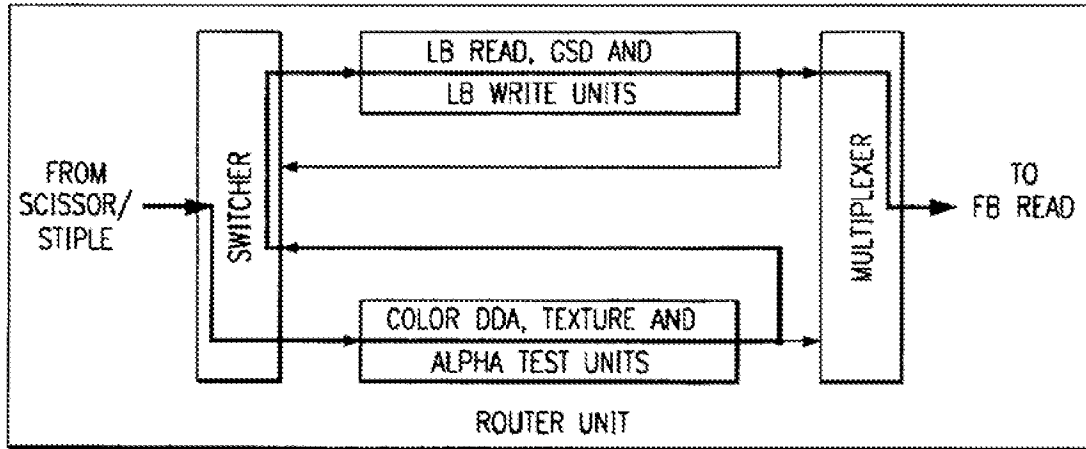 FROM
SCISSOR/
STIPLE
SWITCHER
LB READ, GSD AND
LB WRITE UNITS
COLOR DDA, TEXTURE AND
ALPHA TEST UNITS
MULTIPLEXER
TO
FB READ
ROUTER UNIT